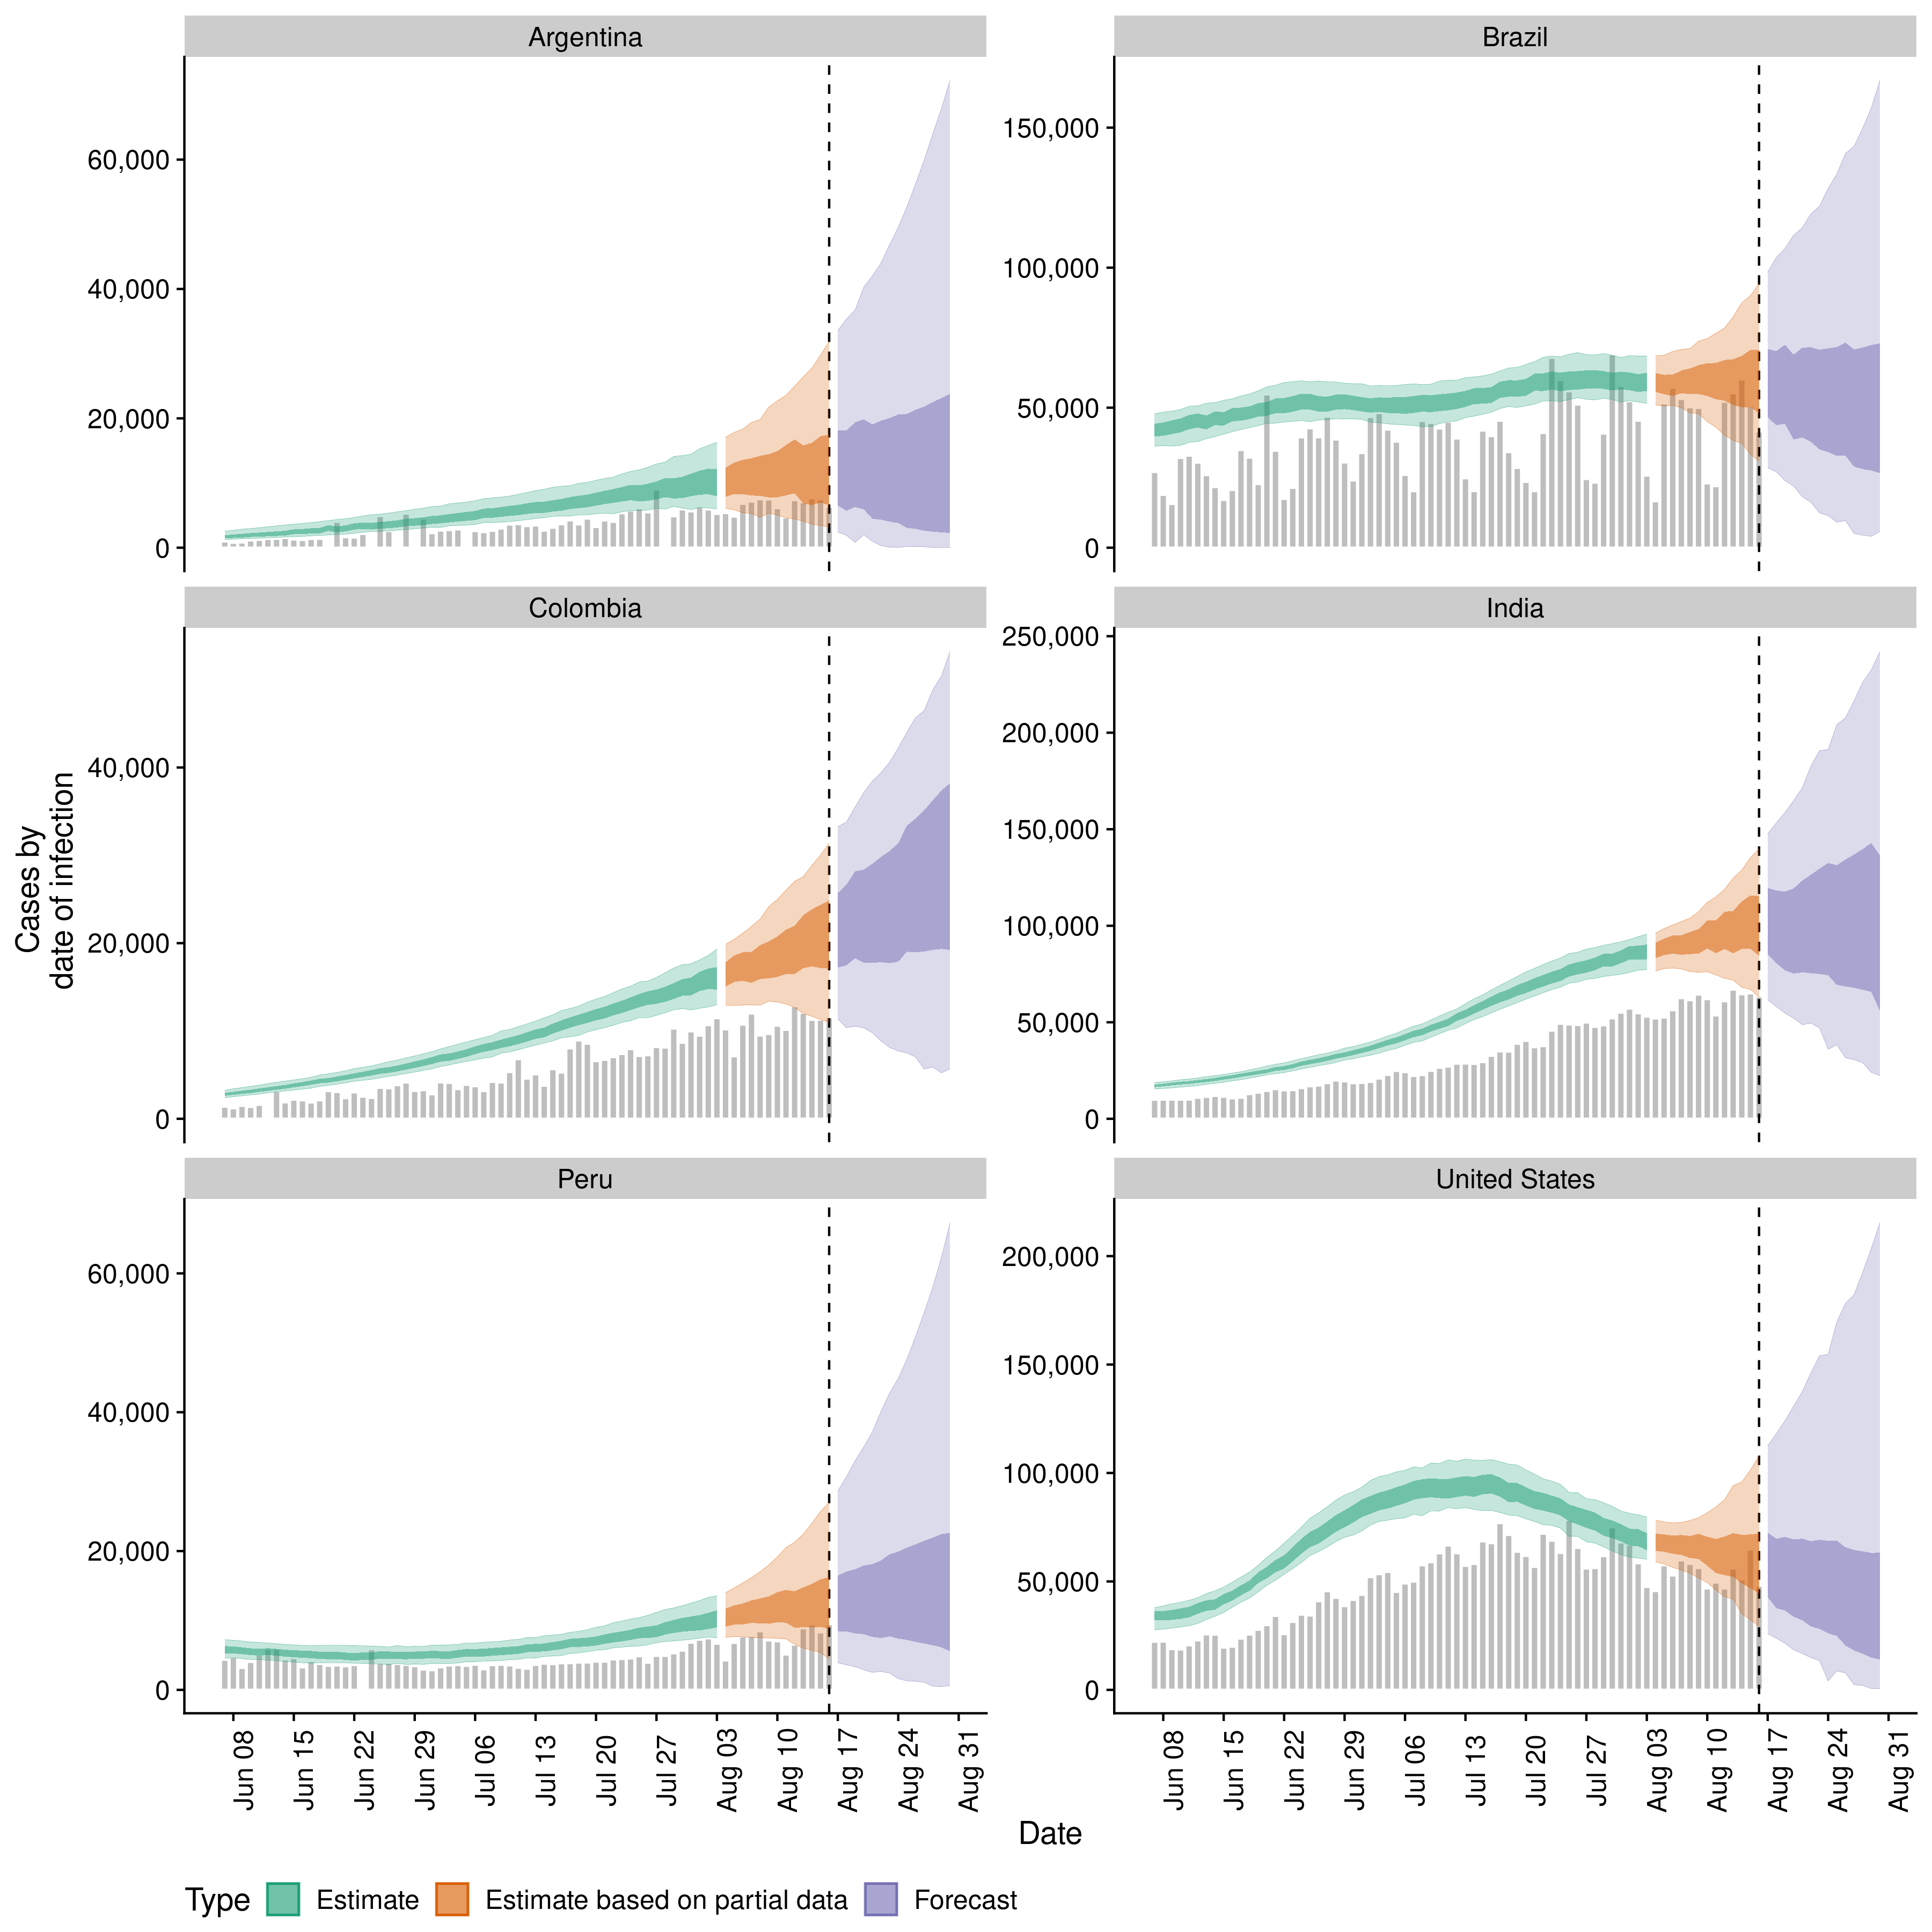 Argentina
Brazil
60,000
40,000
20,000
0
150,000
100,000
50,000
0
Colombia
India
40,000
20,000
0
250,000
200,000
150,000
100,000
50,000
0
Cases by
date of infection
Peru
United States
60,000
40,000
20,000
0
200,000
150,000
100,000
50,000
0
Jun 08
Jun 15
Jun 22
Jun 29
Jul 06
Jul 13
Jul 20
Jul 27
Aug 03
Aug 10
Aug 17
Aug 24
Aug 31
Jun 08
Jun 15
Jun 22
Jun 29
Jul 06
Jul 13
Jul 20
Jul 27
Aug 03
Aug 10
Aug 17
Aug 24
Aug 31
Date
Type Estimate Estimate based on partial data Forecast